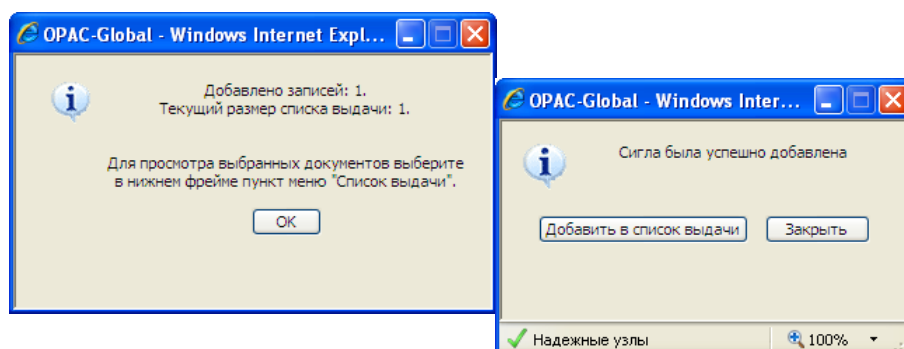 OPAC-Global - Windows Internet Expl...
Добавлено записей: 1.
Текущий размер списка выдачи: 1.
Для просмотра выбранных документов выберите
в нижнем фрейме пункт меню "Список выдачи".
OK
OPAC-Global - Windows Inter...
Сигла была успешно добавлена
Добавить в список выдачи Закрыть
Надежные узлы 100%